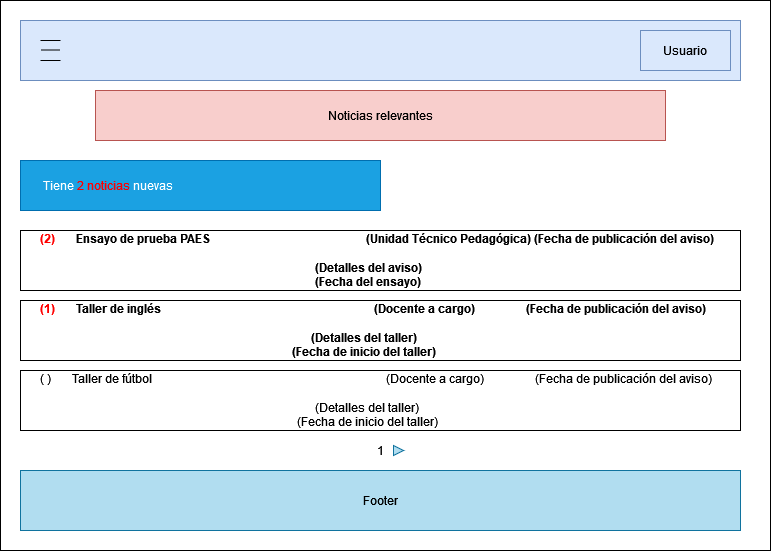 Usuario
Noticias relevantes
Tiene 2 noticias nuevas
(2) Ensayo de prueba PAES (Unidad Técnico Pedagógica) (Fecha de publicación del aviso)
(Detalles del aviso)
(Fecha del ensayo)
(1) Taller de inglés (Docente a cargo) (Fecha de publicación del aviso)
(Detalles del taller)
(Fecha de inicio del taller)
( ) Taller de fútbol (Docente a cargo) (Fecha de publicación del aviso)
(Detalles del taller)
(Fecha de inicio del taller)
1
Footer